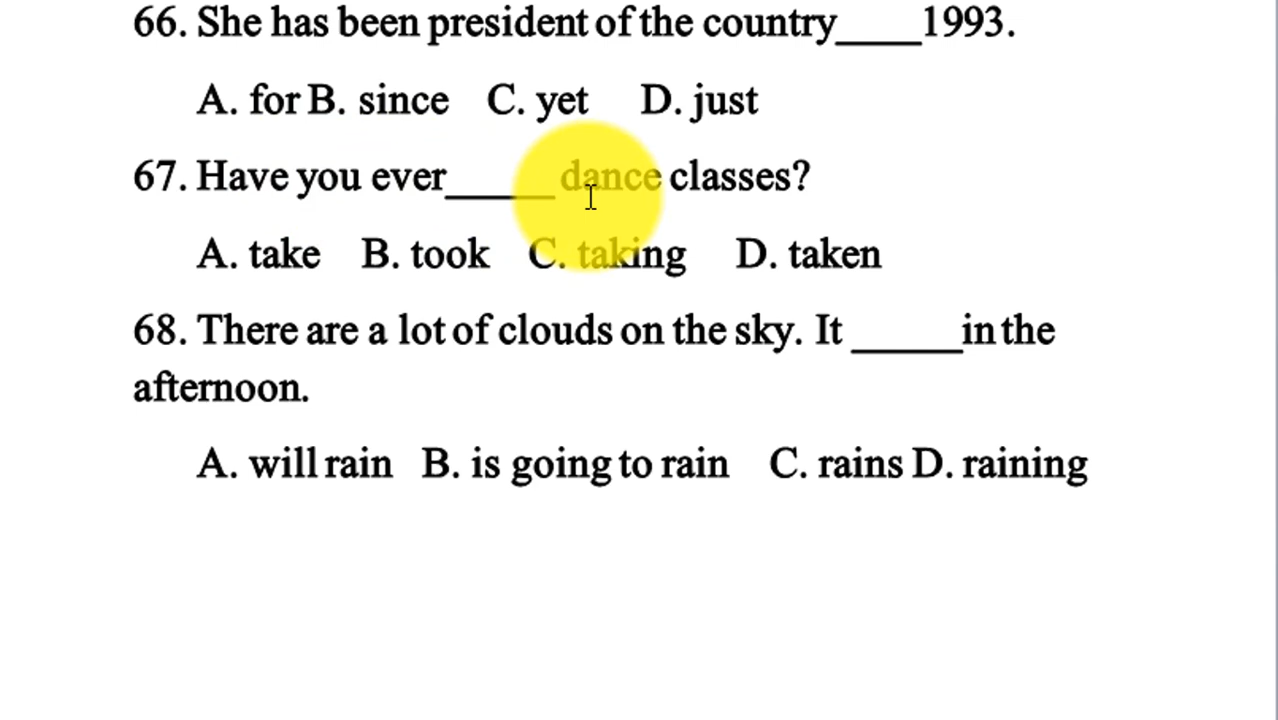 66. She has been president of the country____1993.
A. for B. since C. yet D. just
67. Have you ever_____ dance classes?
A. take B. took C. taking D. taken
68. There are a lot of clouds on the sky. It _____in the
afternoon.
A. will rain B. is going to rain C. rains D. raining